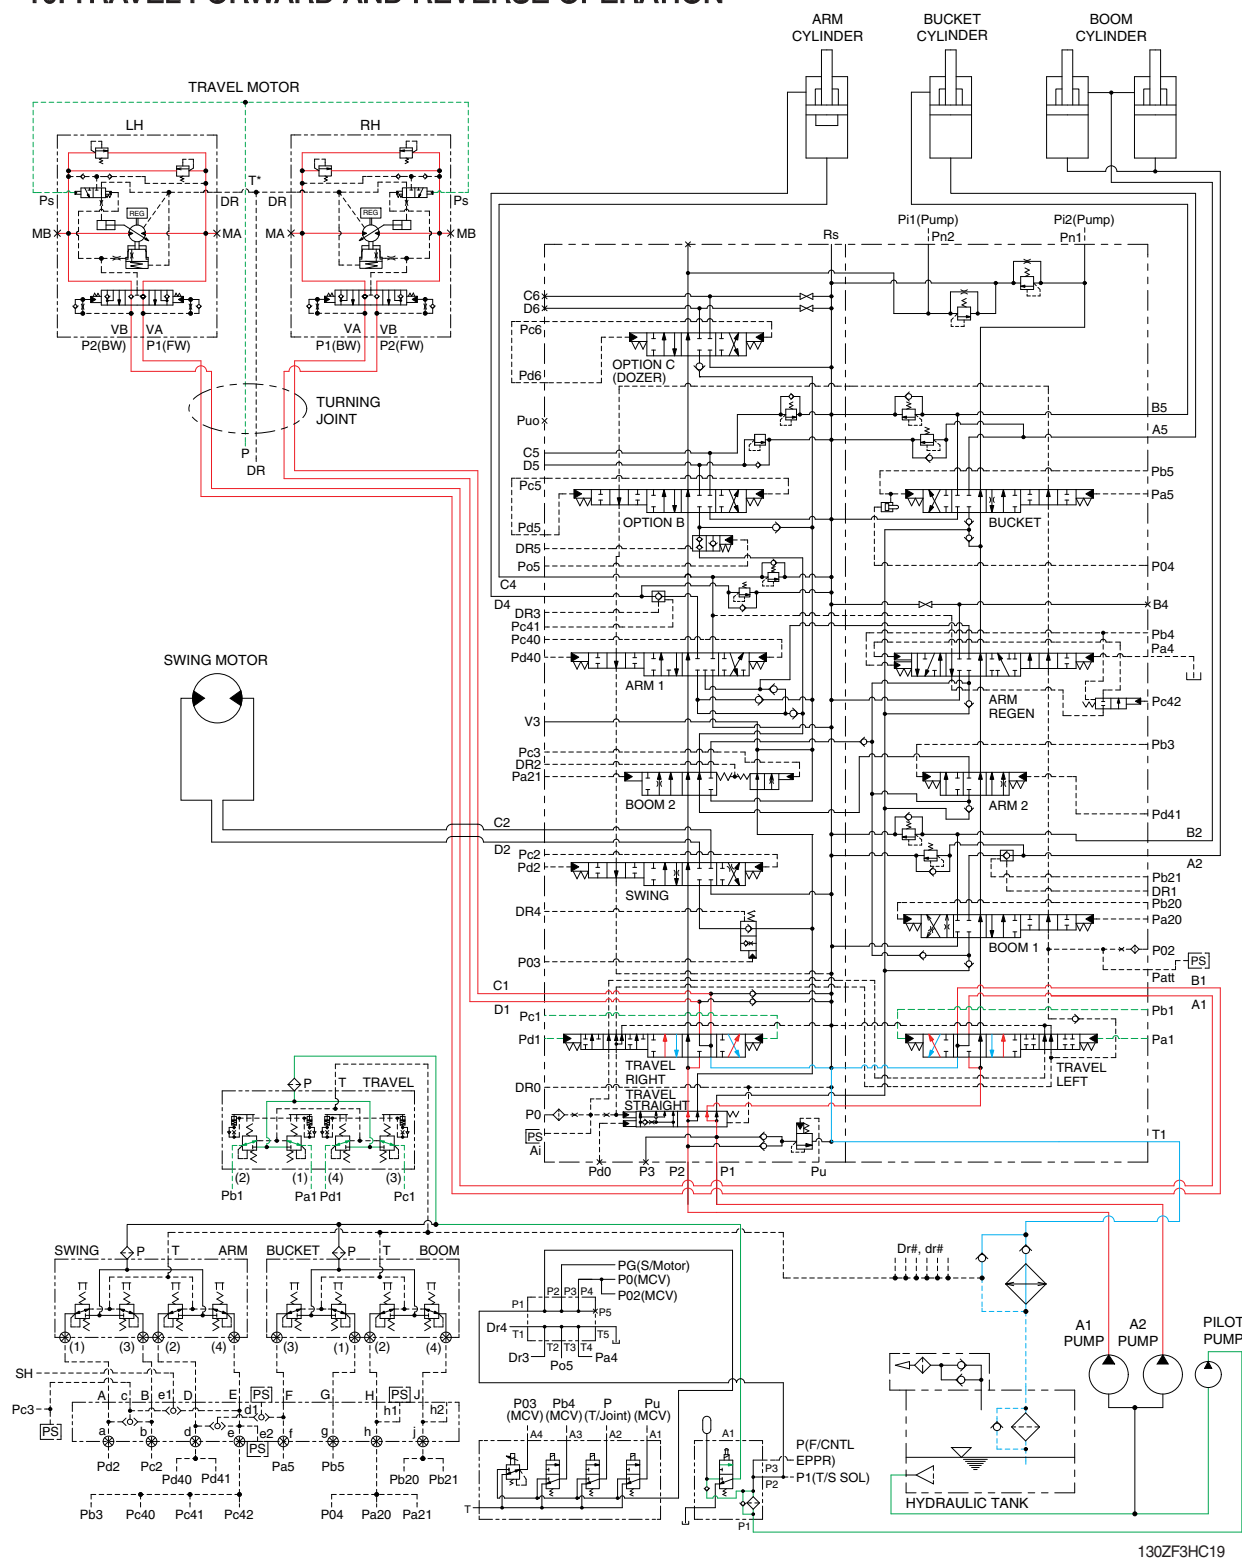 10. TRAVEL FORWARD AND REVERSE OPERATION
ARM
CYLINDER
BUCKET
CYLINDER
BOOM
CYLINDER
TRAVEL MOTOR
LH
RH
T*
Ps
DR
DR
Ps
REG
REG
MB
MA
MA
MB
VB
VA
VA
VB
P2(BW)
P1(FW)
P1(BW)
P2(FW)
TURNING
JOINT
P
DR
Rs
Pi1(Pump)
Pn2
Pi2(Pump)
Pn1
C6
D6
Pc6
Pd6
OPTION C
(DOZER)
Puo
C5
D5
Pc5
Pd5
OPTION B
BUCKET
B5
A5
Pb5
Pa5
DR5
Po5
P04
C4
D4
DR3
Pc41
Pc40
Pd40
ARM 1
ARM
REGEN
B4
Pb4
Pa4
Pc42
SWING MOTOR
V3
Pc3
DR2
Pa21
BOOM 2
ARM 2
Pb3
Pd41
C2
D2
Pc2
Pd2
SWING
B2
A2
Pb21
DR1
Pb20
Pa20
DR4
BOOM 1
P02
PS
Patt
P03
C1
D1
B1
A1
Pc1
Pd1
Pb1
Pa1
TRAVEL
RIGHT
TRAVEL
LEFT
DR0
TRAVEL
STRAIGHT
P0
PS
Ai
T1
Pd0
P3
P2
P1
Pu
P
T
TRAVEL
(2)
(1)
(4)
(3)
Pb1
Pa1
Pd1
Pc1
SWING
P
T
ARM
BUCKET
P
T
BOOM
(1)
(3)
(2)
(4)
(3)
(1)
(2)
(4)
SH
Pc3
PS
A
c
B
e1
D
E
PS
F
G
H
PS
J
d1
h1
h2
a
b
d
e
e2
f
g
h
j
PS
Pd2
Pc2
Pd40
Pd41
Pa5
Pb5
Pb20
Pb21
Pb3
Pc40
Pc41
Pc42
P04
Pa20
Pa21
PG(S/Motor)
P0(MCV)
P02(MCV)
P2
P3
P4
P1
P5
Dr4
T1
T5
T2
T3
T4
Dr3
Po5
Pa4
P03
(MCV)
Pb4
(MCV)
P
(T/Joint)
Pu
(MCV)
A4
A3
A2
A1
T
A1
P(F/CNTL
EPPR)
P3
P2
P1(T/S SOL)
P1
Dr#, dr#
A1
PUMP
A2
PUMP
PILOT
PUMP
HYDRAULIC TANK
130ZF3HC19